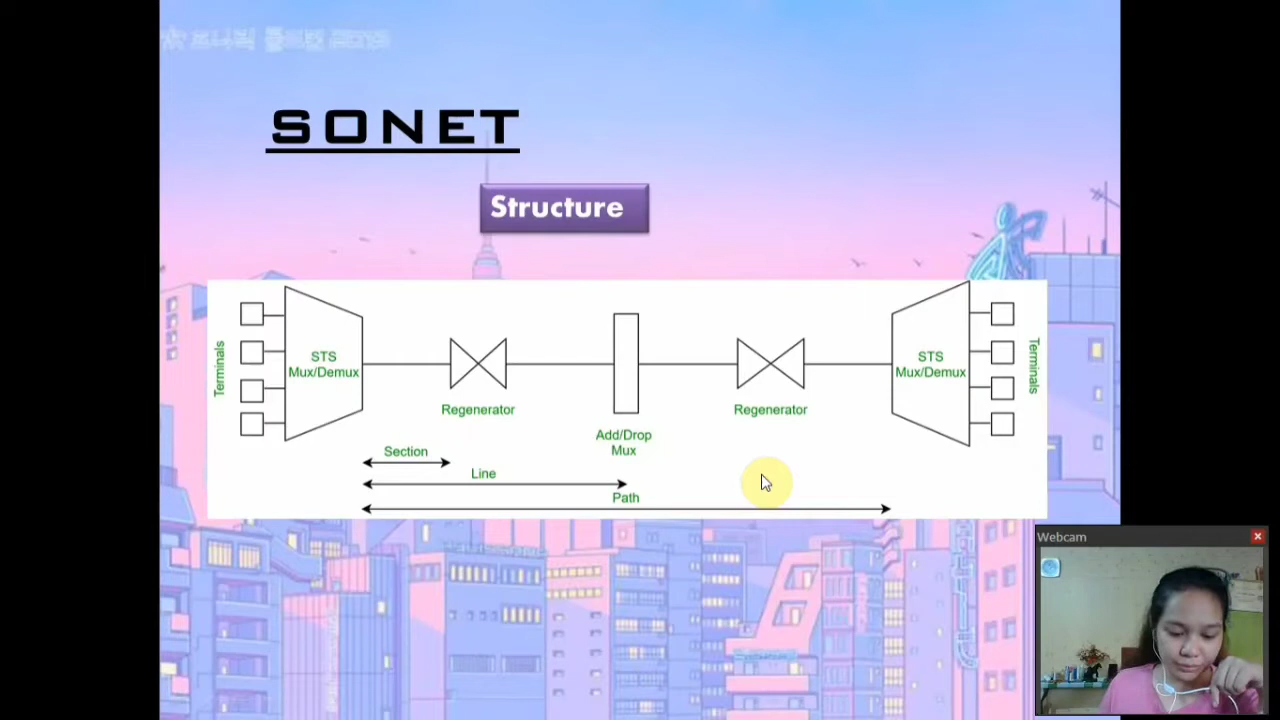 SONET
Structure
Terminals
STS
Mux/Demux
Regenerator
Add/Drop
Mux
Regenerator
STS
Mux/Demux
Terminals
Section
Line
Path
Webcam